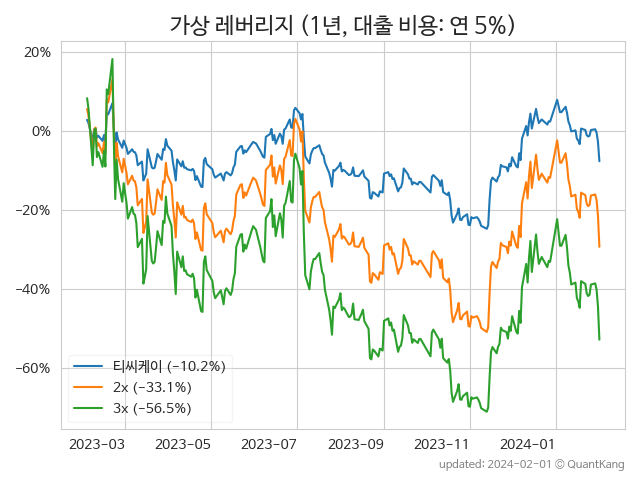 가상 레버리지 (1년, 대출 비용: 연 5%)
20%
0%
−20%
−40%
−60%
티씨케이 (−10.2%)
2x (−33.1%)
3x (−56.5%)
2023−03 2023−05 2023−07 2023−09 2023−11 2024−01
updated: 2024−02−01 © QuantKang